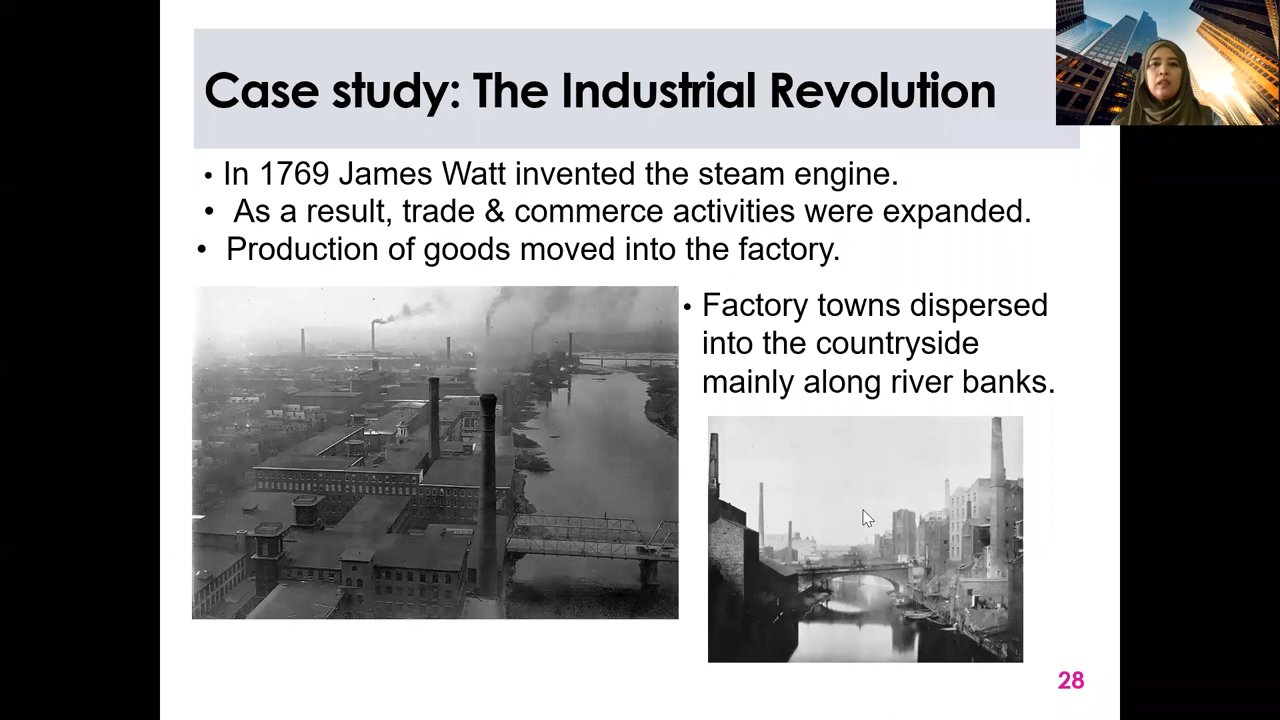 Case study: The Industrial Revolution
• In 1769 James Watt invented the steam engine.
• As a result, trade & commerce activities were expanded.
• Production of goods moved into the factory.
• Factory towns dispersed
into the countryside
mainly along river banks.
28